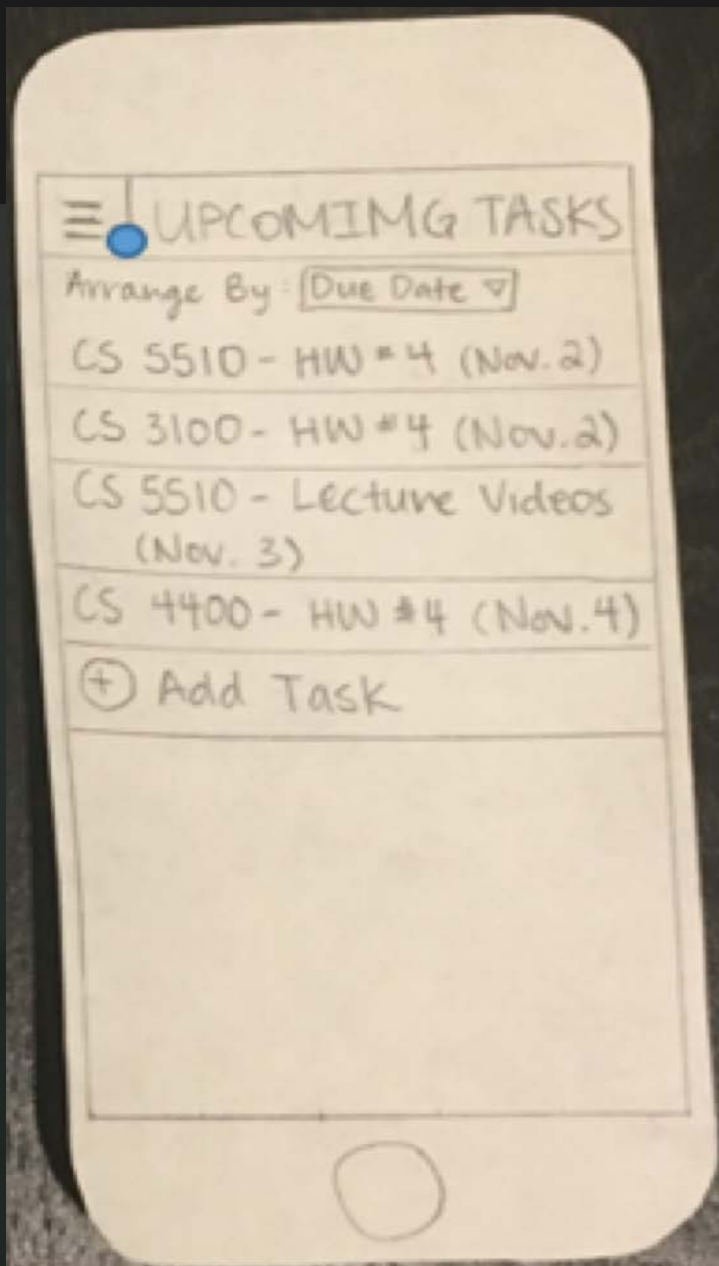 UPCOMIMG TASKS
Arrange By: Due Date ▽
CS 5510 - HW #4 (Nov. 2)
CS 3100 - HW #4 (Nov. 2)
CS 5510 - Lecture Videos
(Nov. 3)
CS 4400 - HW #4 (Nov. 4)
+ Add Task